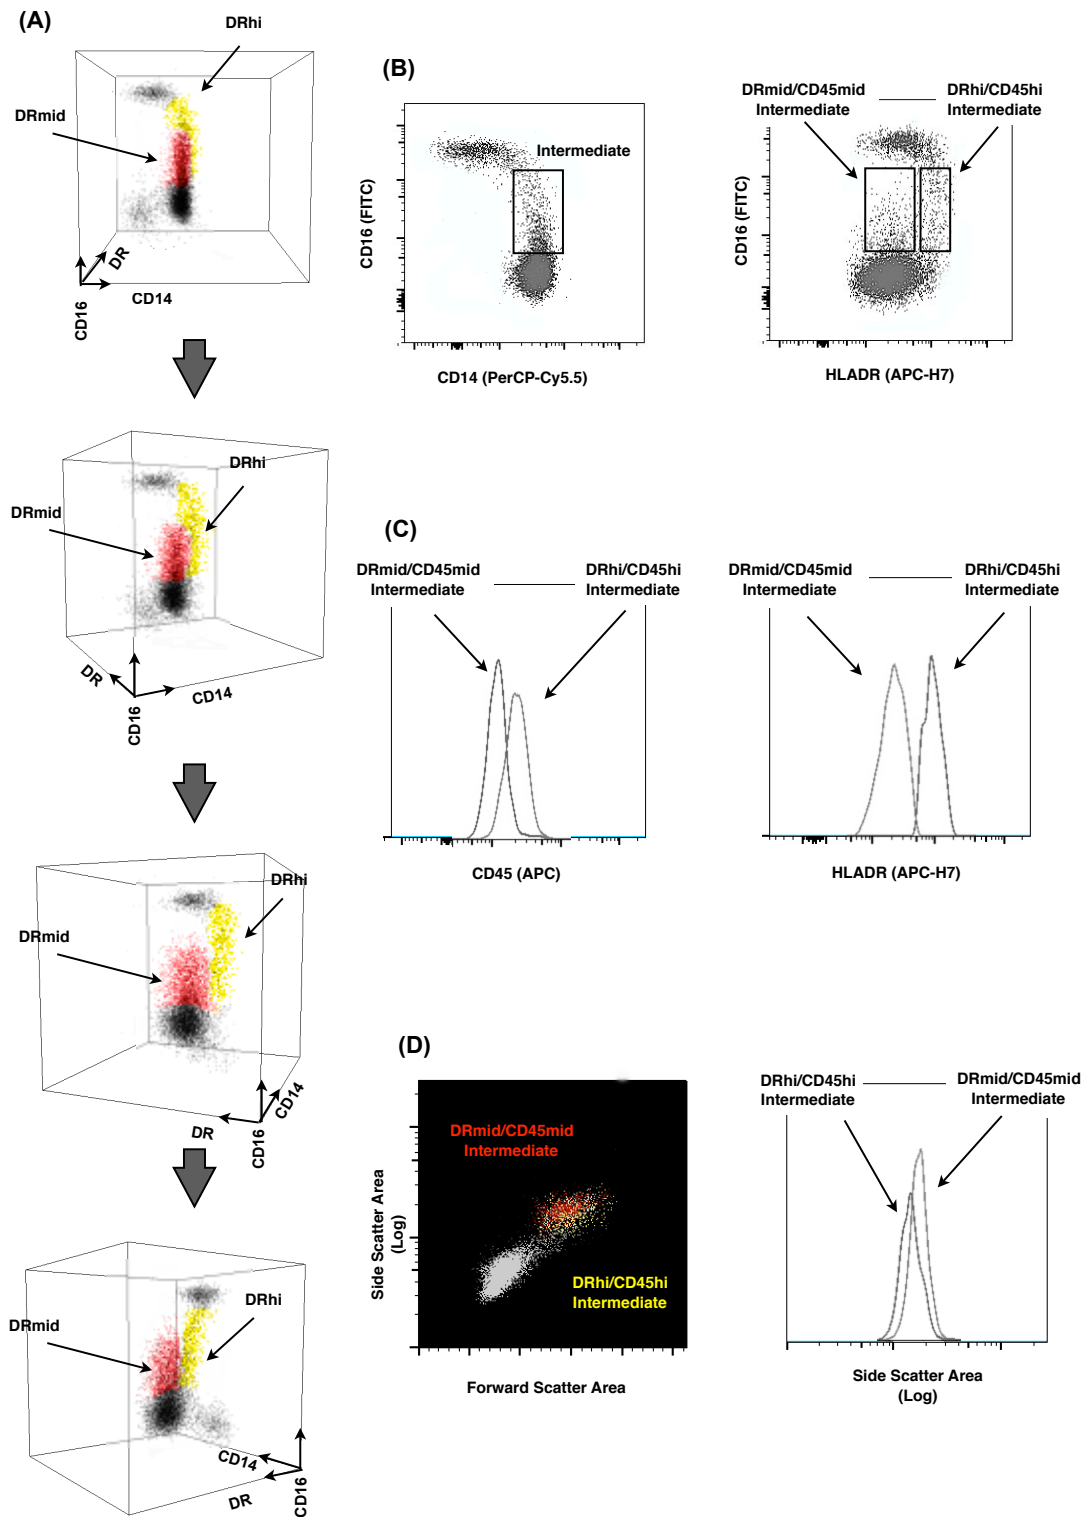 (A)
DRhi
DRmid
DR
CD14
CD16
DRhi
DRmid
DR
CD14
CD16
DRhi
DRmid
DR
CD16
CD14
DRhi
DRmid
CD14
DR
CD16
(B)
Intermediate
CD16 (FITC)
CD14 (PerCP-Cy5.5)
DRmid/CD45mid
Intermediate
DRhi/CD45hi
Intermediate
CD16 (FITC)
HLADR (APC-H7)
(C)
DRmid/CD45mid
Intermediate
DRhi/CD45hi
Intermediate
CD45 (APC)
DRmid/CD45mid
Intermediate
DRhi/CD45hi
Intermediate
HLADR (APC-H7)
(D)
DRmid/CD45mid
Intermediate
DRhi/CD45hi
Intermediate
Side Scatter Area
(Log)
Forward Scatter Area
DRhi/CD45hi
Intermediate
DRmid/CD45mid
Intermediate
Side Scatter Area
(Log)